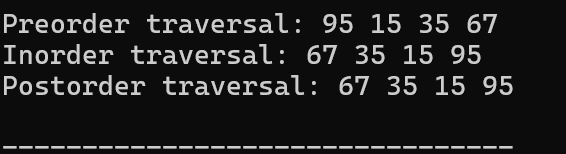 Preorder traversal: 95 15 35 67
Inorder traversal: 67 35 15 95
Postorder traversal: 67 35 15 95
--------------------------------